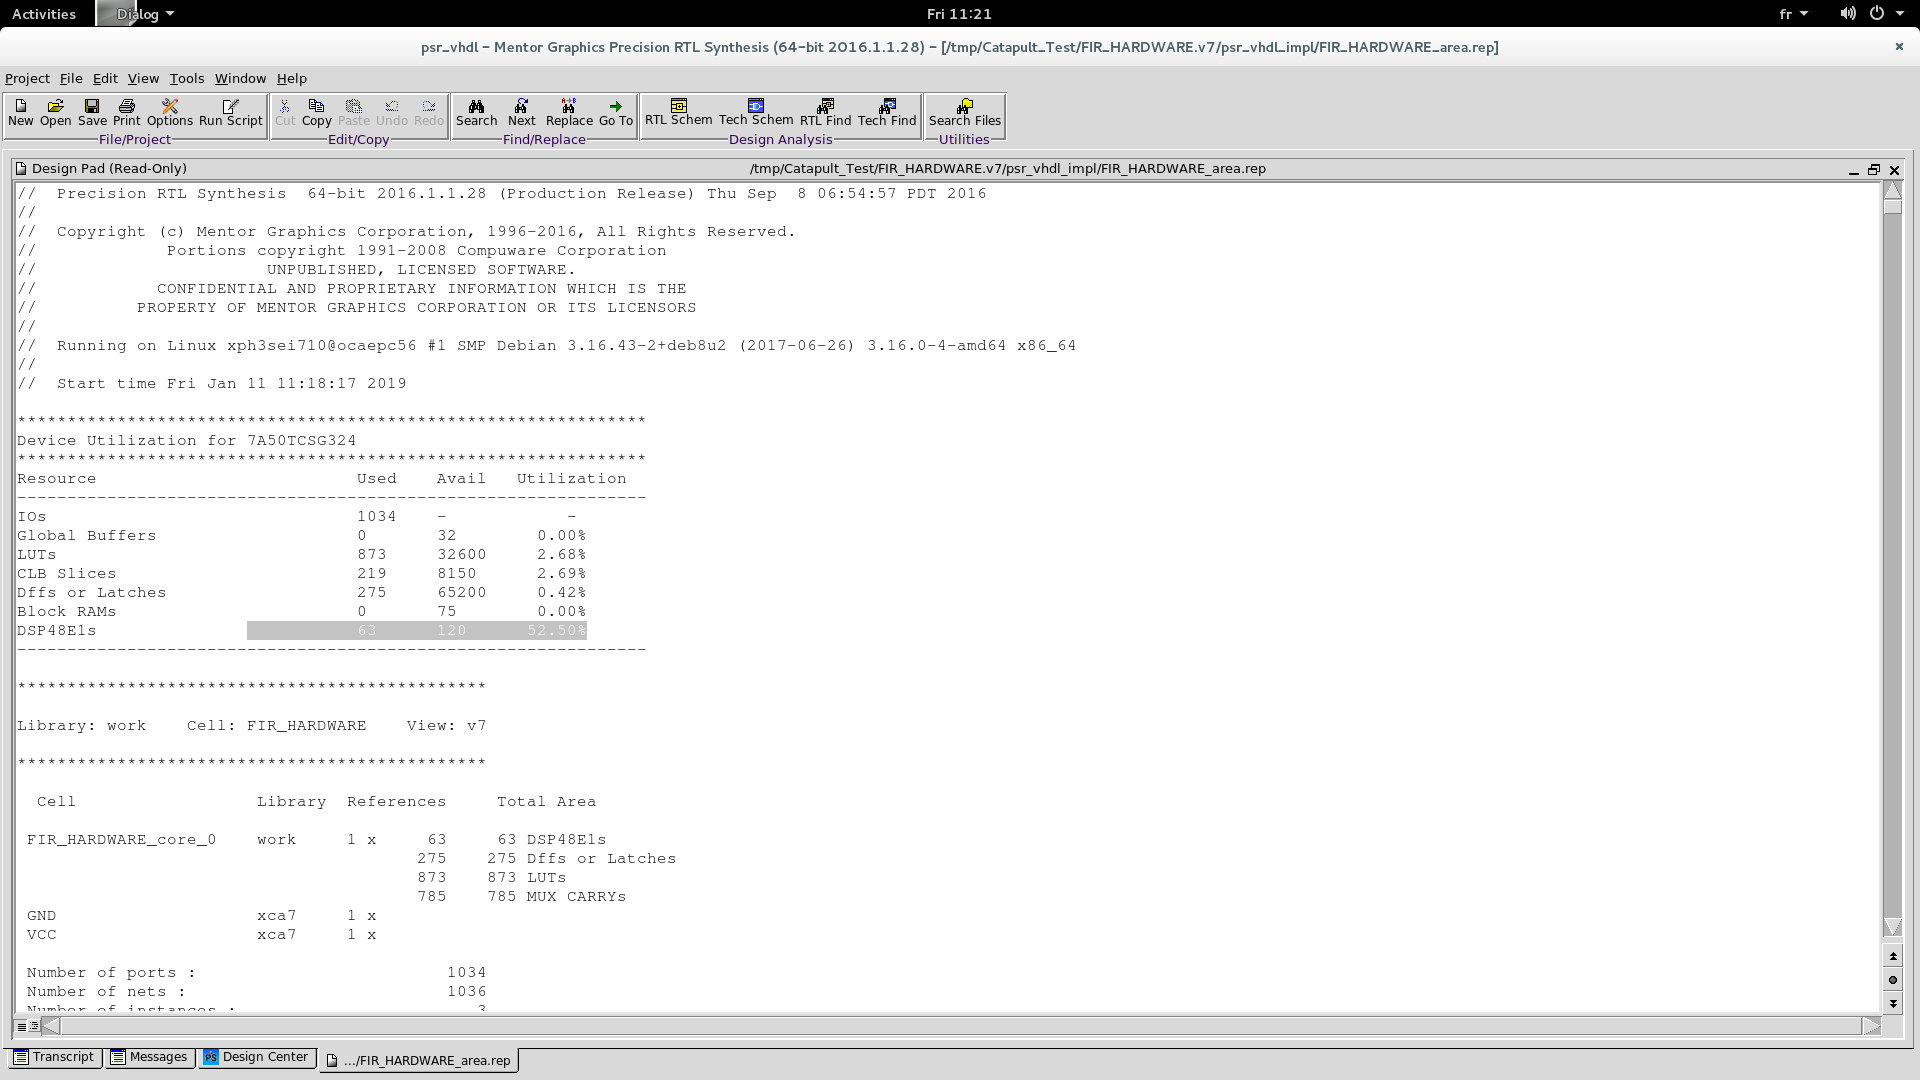 Activities Dialog Fri 11:21 fr
psr_vhdl - Mentor Graphics Precision RTL Synthesis (64-bit 2016.1.1.28) - [/tmp/Catapult_Test/FIR_HARDWARE.v7/psr_vhdl_impl/FIR_HARDWARE_area.rep]
Project File Edit View Tools Window Help
New Open Save Print Options Run Script Cut Copy Paste Undo Redo Search Next Replace Go To RTL Schem Tech Schem RTL Find Tech Find Search Files
File/Project Edit/Copy Find/Replace Design Analysis Utilities
Design Pad (Read-Only) /tmp/Catapult_Test/FIR_HARDWARE.v7/psr_vhdl_impl/FIR_HARDWARE_area.rep
// Precision RTL Synthesis 64-bit 2016.1.1.28 (Production Release) Thu Sep 8 06:54:57 PDT 2016
//
// Copyright (c) Mentor Graphics Corporation, 1996-2016, All Rights Reserved.
// Portions copyright 1991-2008 Compuware Corporation
// UNPUBLISHED, LICENSED SOFTWARE.
// CONFIDENTIAL AND PROPRIETARY INFORMATION WHICH IS THE
// PROPERTY OF MENTOR GRAPHICS CORPORATION OR ITS LICENSORS
//
// Running on Linux xph3sei710@ocaepc56 #1 SMP Debian 3.16.43-2+deb8u2 (2017-06-26) 3.16.0-4-amd64 x86_64
//
// Start time Fri Jan 11 11:18:17 2019
***************************************************************
Device Utilization for 7A50TCSG324
***************************************************************
Resource Used Avail Utilization
---------------------------------------------------------------
IOs 1034 - -
Global Buffers 0 32 0.00%
LUTs 873 32600 2.68%
CLB Slices 219 8150 2.69%
Dffs or Latches 275 65200 0.42%
Block RAMs 0 75 0.00%
DSP48E1s 63 120 52.50%
---------------------------------------------------------------
***********************************************
Library: work Cell: FIR_HARDWARE View: v7
***********************************************
Cell Library References Total Area
FIR_HARDWARE_core_0 work 1 x 63 63 DSP48E1s
275 275 Dffs or Latches
873 873 LUTs
785 785 MUX CARRYs
GND xca7 1 x
VCC xca7 1 x
Number of ports : 1034
Number of nets : 1036
Number of instances : 3
Transcript Messages Design Center .../FIR_HARDWARE_area.rep